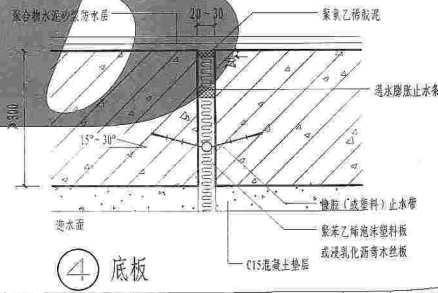 聚合物水泥砂浆防水层
20~30
聚氯乙烯胶泥
遇水膨胀止水条
≥300
15°~30°
橡胶（或塑料）止水带
迎水面
聚苯乙烯泡沫塑料板
或浸乳化沥青木丝板
C15混凝土垫层
4 底板